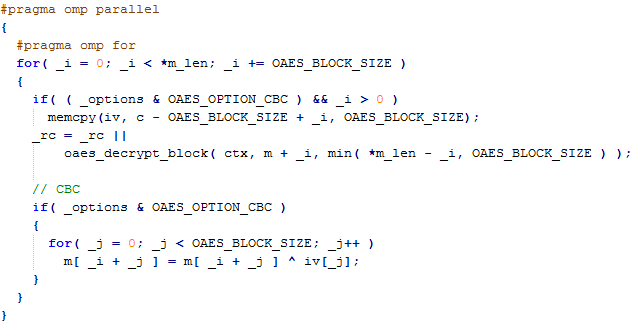 #pragma omp parallel
{
  #pragma omp for
  for( _i = 0; _i < *m_len; _i += OAES_BLOCK_SIZE )
  {
    if( ( _options & OAES_OPTION_CBC ) && _i > 0 )
      memcpy(iv, c - OAES_BLOCK_SIZE + _i, OAES_BLOCK_SIZE);
    _rc = _rc ||
        oaes_decrypt_block( ctx, m + _i, min( *m_len - _i, OAES_BLOCK_SIZE ) );

    // CBC
    if( _options & OAES_OPTION_CBC )
    {
      for( _j = 0; _j < OAES_BLOCK_SIZE; _j++ )
        m[ _i + _j ] = m[ _i + _j ] ^ iv[_j];
    }
  }
}